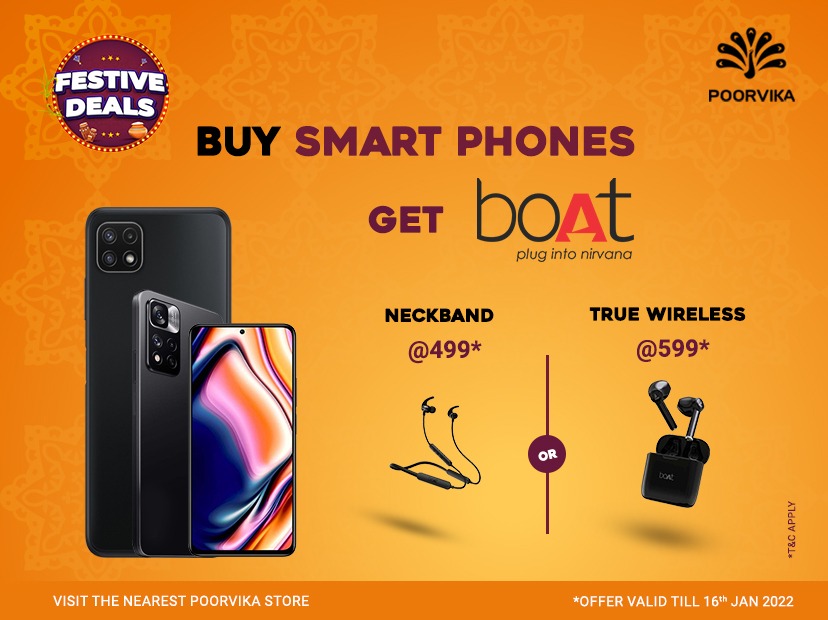 FESTIVE
DEALS
POORVIKA
BUY SMART PHONES
GET boAt
plug into nirvana
NECKBAND
@499*
OR
TRUE WIRELESS
@599*
boAt
*T&C APPLY
VISIT THE NEAREST POORVIKA STORE
*OFFER VALID TILL 16th JAN 2022